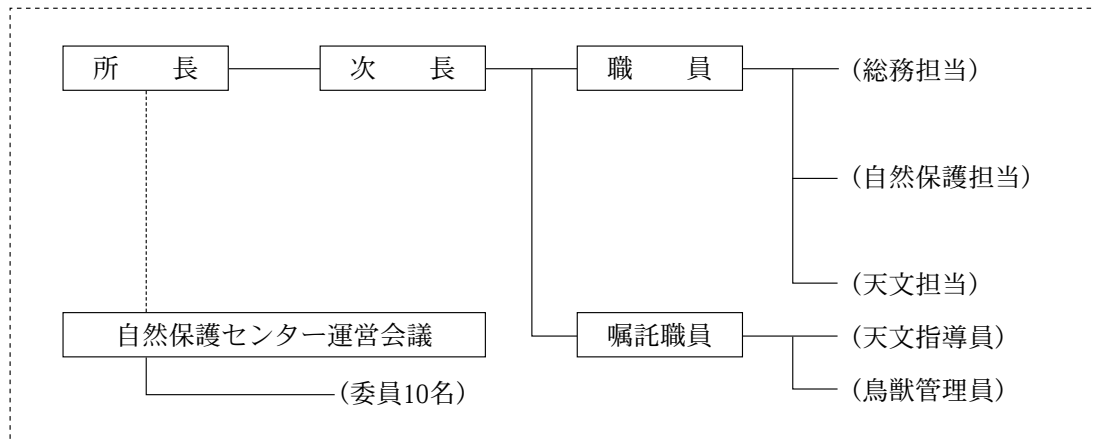 所　　長
次　　長
職　　員
(総務担当)
(自然保護担当)
(天文担当)
自然保護センター運営会議
嘱託職員
(天文指導員)
(委員10名)
(鳥獣管理員)